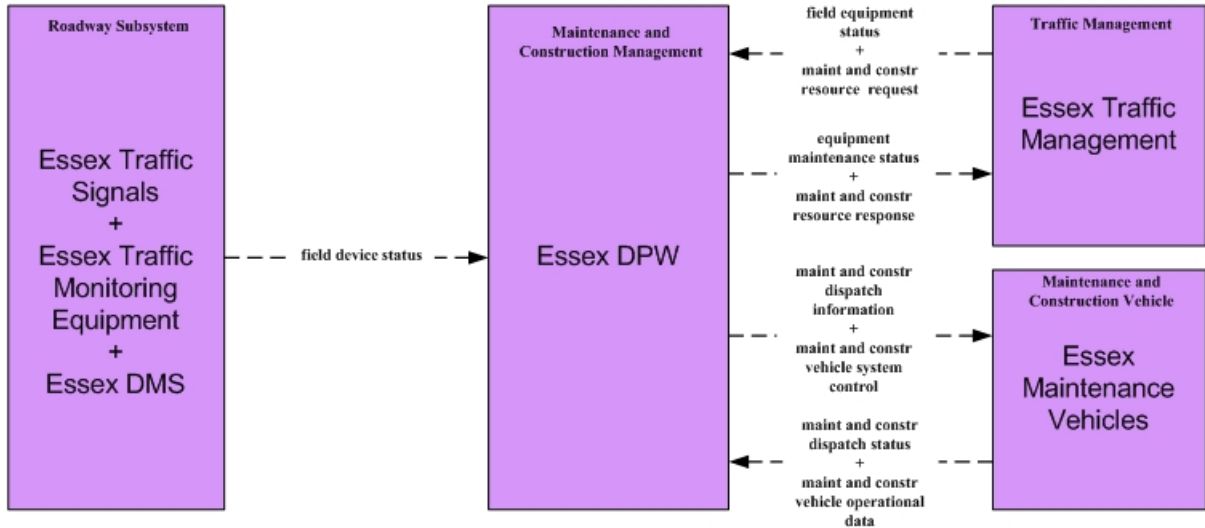 Roadway Subsystem
Essex Traffic
Signals
+
Essex Traffic
Monitoring
Equipment
+
Essex DMS
field device status
Maintenance and
Construction Management
Essex DPW
field equipment
status
+
maint and constr
resource request
equipment
maintenance status
+
maint and constr
resource response
maint and constr
dispatch
information
+
maint and constr
vehicle system
control
maint and constr
dispatch status
+
maint and constr
vehicle operational
data
Traffic Management
Essex Traffic
Management
Maintenance and
Construction Vehicle
Essex
Maintenance
Vehicles